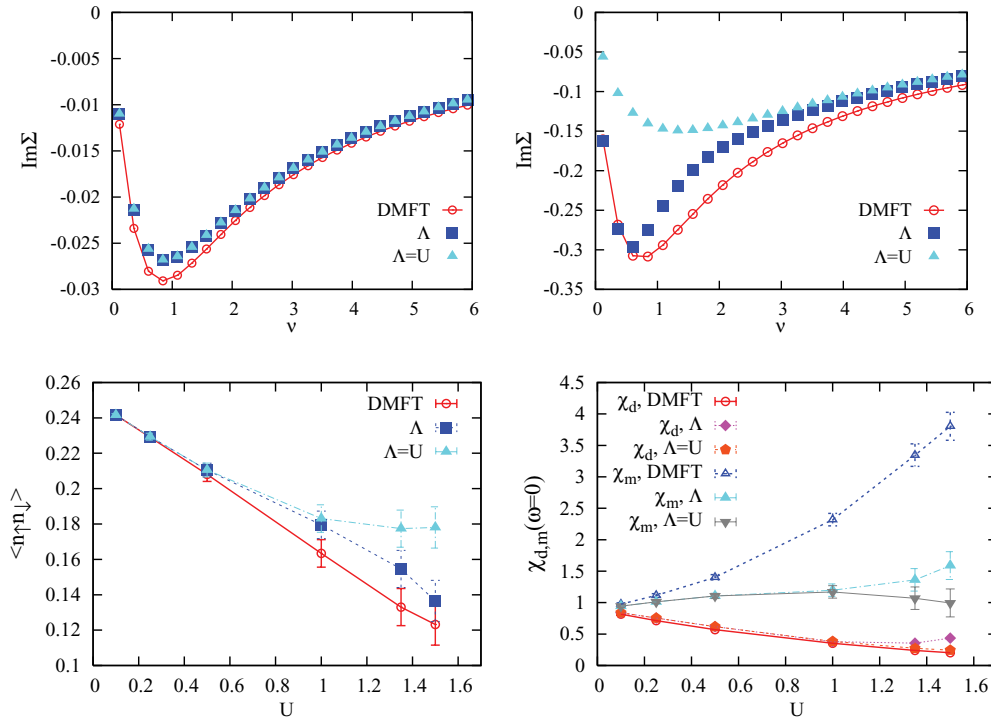 0
-0.005
-0.01
-0.015
-0.02
-0.025
-0.03
ImΣ
0 1 2 3 4 5 6
ν
DMFT
Λ
Λ=U
0
-0.05
-0.1
-0.15
-0.2
-0.25
-0.3
-0.35
ImΣ
0 1 2 3 4 5 6
ν
DMFT
Λ
Λ=U
0.26
0.24
0.22
0.2
0.18
0.16
0.14
0.12
0.1
<n↑n↓>
0 0.2 0.4 0.6 0.8 1 1.2 1.4 1.6
U
DMFT
Λ
Λ=U
4.5
4
3.5
3
2.5
2
1.5
1
0.5
0
χd,m(ω=0)
0 0.2 0.4 0.6 0.8 1 1.2 1.4 1.6
U
χd, DMFT
χd, Λ
χd, Λ=U
χm, DMFT
χm, Λ
χm, Λ=U